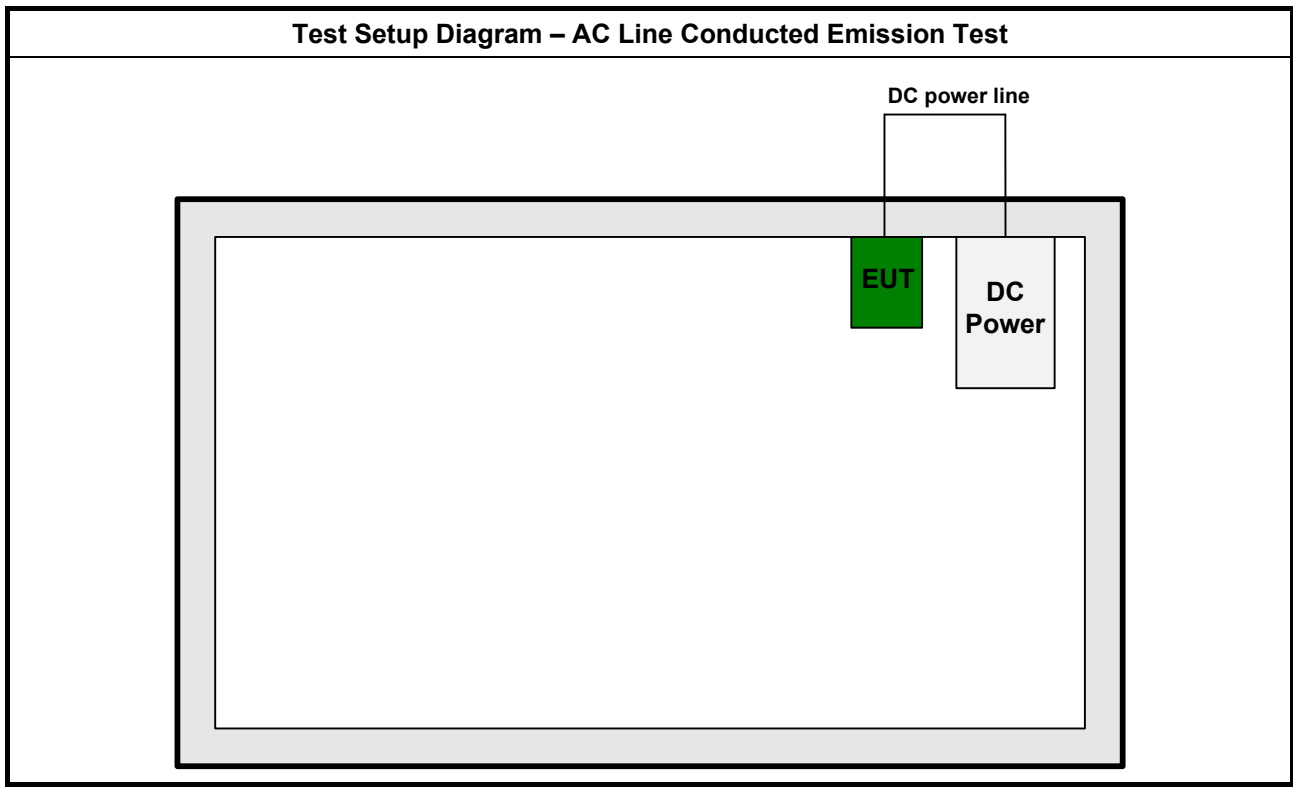 Test Setup Diagram – AC Line Conducted Emission Test
DC power line
EUT
DC
Power